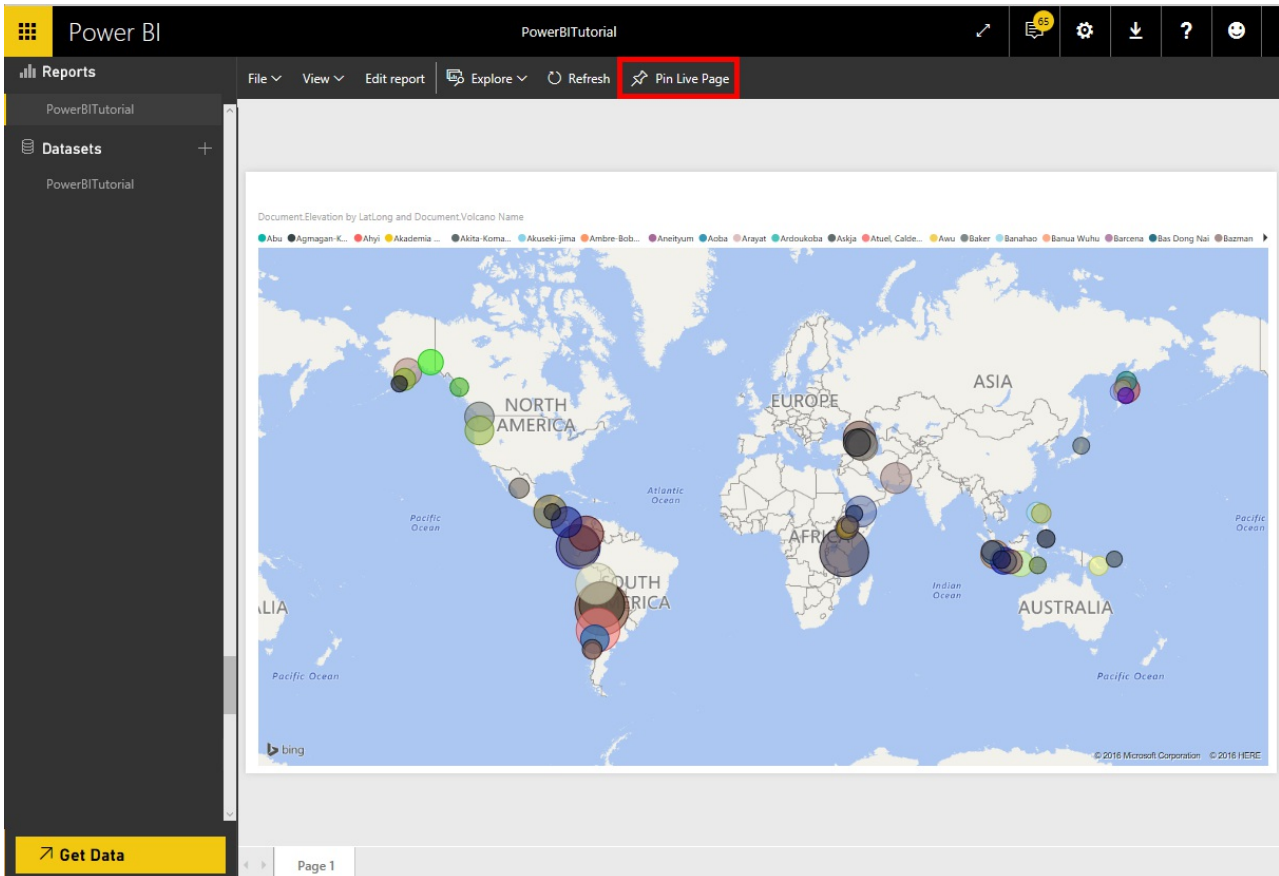 Power BI
PowerBITutorial
65
?
Reports
PowerBITutorial
Datasets
PowerBITutorial
File View Edit report Explore Refresh Pin Live Page
Document.Elevation by LatLong and Document.Volcano Name
Abu Agmagan-K... Ahyi Akademia ... Akita-Koma... Akuseki-jima Ambre-Bob... Aneityum Aoba Arayat Ardoukoba Askja Atuel, Calde... Awu Baker Banahao Banua Wuhu Barcena Bas Dong Nai Bazman
ASIA
EUROPE
NORTH
AMERICA
Atlantic
Ocean
Pacific
Ocean
Pacific
Ocean
AFRICA
SOUTH
AMERICA
Indian
Ocean
ALIA
AUSTRALIA
Pacific Ocean
Pacific Ocean
bing
© 2016 Microsoft Corporation © 2016 HERE
Get Data
Page 1